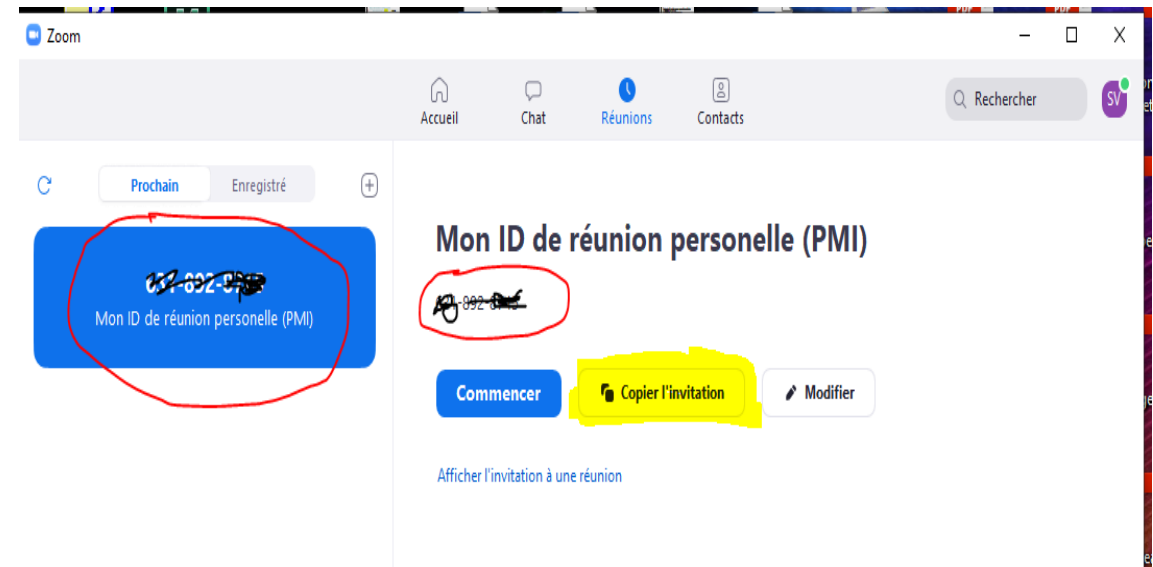 Zoom
Accueil
Chat
Réunions
Contacts
Rechercher
SV
Prochain
Enregistré
Mon ID de réunion personelle (PMI)
Mon ID de réunion personelle (PMI)
Commencer
Copier l'invitation
Modifier
Afficher l'invitation à une réunion